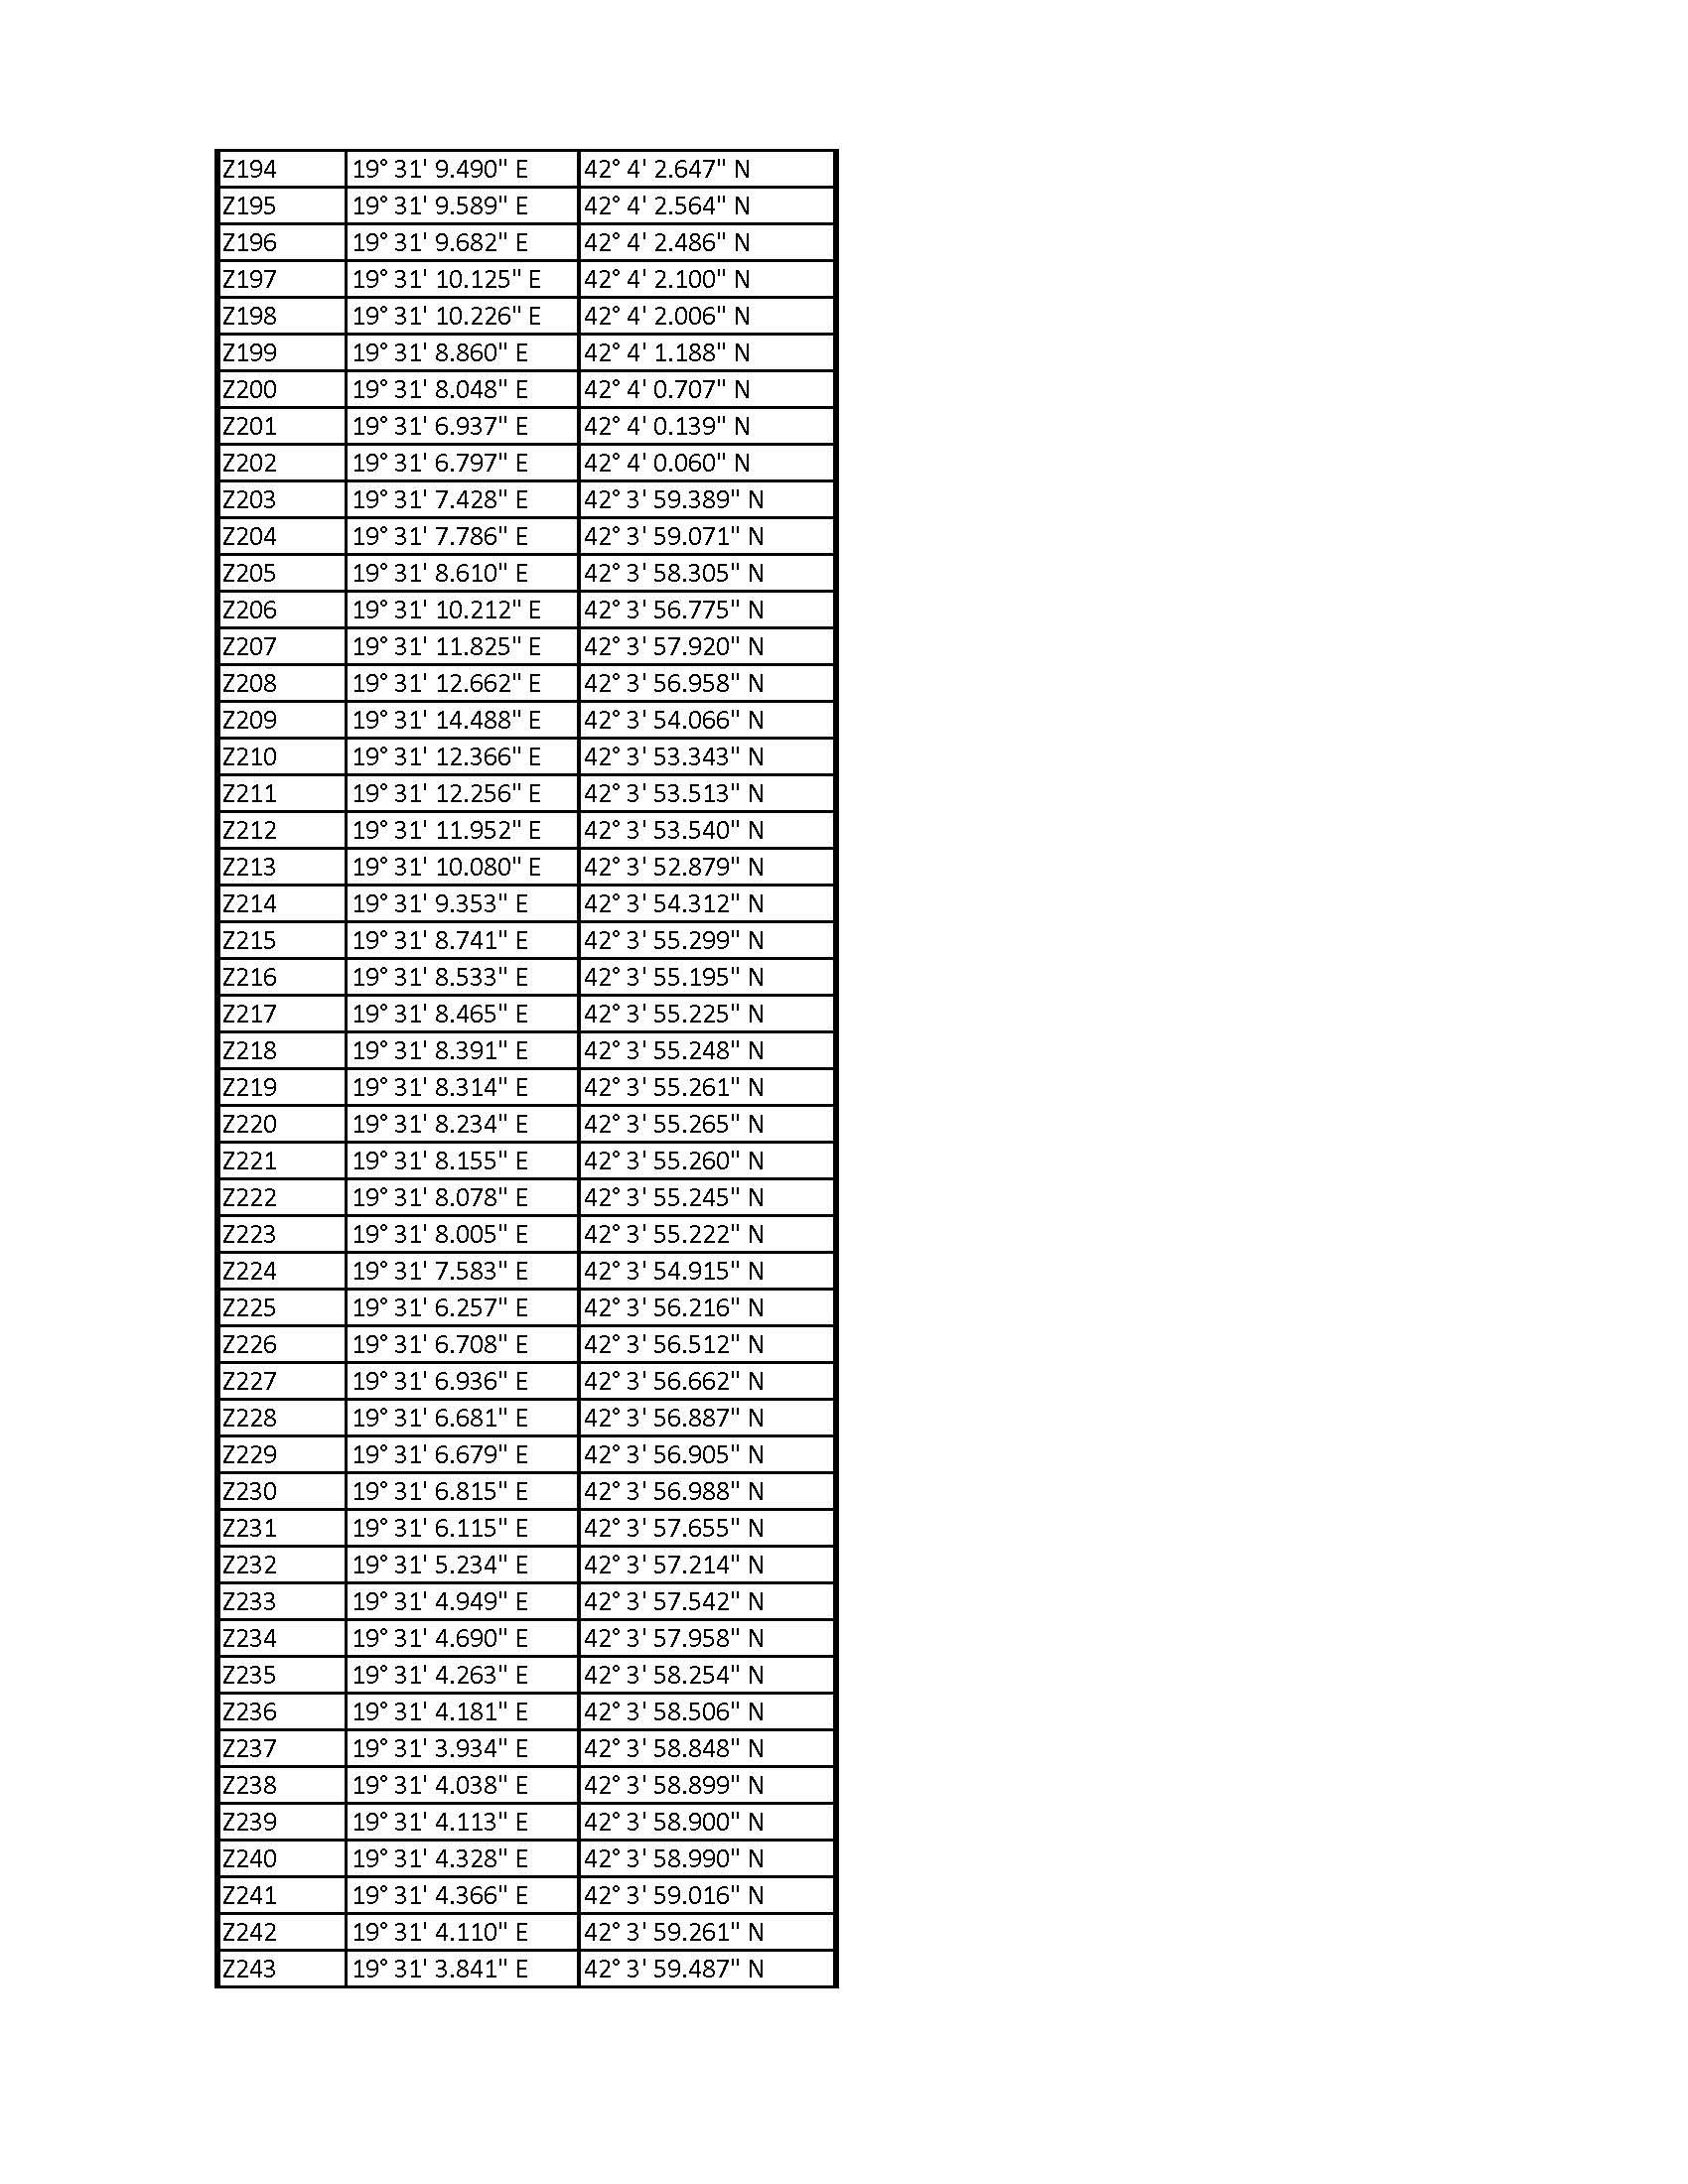 Z194 19° 31' 9.490" E 42° 4' 2.647" N
Z195 19° 31' 9.589" E 42° 4' 2.564" N
Z196 19° 31' 9.682" E 42° 4' 2.486" N
Z197 19° 31' 10.125" E 42° 4' 2.100" N
Z198 19° 31' 10.226" E 42° 4' 2.006" N
Z199 19° 31' 8.860" E 42° 4' 1.188" N
Z200 19° 31' 8.048" E 42° 4' 0.707" N
Z201 19° 31' 6.937" E 42° 4' 0.139" N
Z202 19° 31' 6.797" E 42° 4' 0.060" N
Z203 19° 31' 7.428" E 42° 3' 59.389" N
Z204 19° 31' 7.786" E 42° 3' 59.071" N
Z205 19° 31' 8.610" E 42° 3' 58.305" N
Z206 19° 31' 10.212" E 42° 3' 56.775" N
Z207 19° 31' 11.825" E 42° 3' 57.920" N
Z208 19° 31' 12.662" E 42° 3' 56.958" N
Z209 19° 31' 14.488" E 42° 3' 54.066" N
Z210 19° 31' 12.366" E 42° 3' 53.343" N
Z211 19° 31' 12.256" E 42° 3' 53.513" N
Z212 19° 31' 11.952" E 42° 3' 53.540" N
Z213 19° 31' 10.080" E 42° 3' 52.879" N
Z214 19° 31' 9.353" E 42° 3' 54.312" N
Z215 19° 31' 8.741" E 42° 3' 55.299" N
Z216 19° 31' 8.533" E 42° 3' 55.195" N
Z217 19° 31' 8.465" E 42° 3' 55.225" N
Z218 19° 31' 8.391" E 42° 3' 55.248" N
Z219 19° 31' 8.314" E 42° 3' 55.261" N
Z220 19° 31' 8.234" E 42° 3' 55.265" N
Z221 19° 31' 8.155" E 42° 3' 55.260" N
Z222 19° 31' 8.078" E 42° 3' 55.245" N
Z223 19° 31' 8.005" E 42° 3' 55.222" N
Z224 19° 31' 7.583" E 42° 3' 54.915" N
Z225 19° 31' 6.257" E 42° 3' 56.216" N
Z226 19° 31' 6.708" E 42° 3' 56.512" N
Z227 19° 31' 6.936" E 42° 3' 56.662" N
Z228 19° 31' 6.681" E 42° 3' 56.887" N
Z229 19° 31' 6.679" E 42° 3' 56.905" N
Z230 19° 31' 6.815" E 42° 3' 56.988" N
Z231 19° 31' 6.115" E 42° 3' 57.655" N
Z232 19° 31' 5.234" E 42° 3' 57.214" N
Z233 19° 31' 4.949" E 42° 3' 57.542" N
Z234 19° 31' 4.690" E 42° 3' 57.958" N
Z235 19° 31' 4.263" E 42° 3' 58.254" N
Z236 19° 31' 4.181" E 42° 3' 58.506" N
Z237 19° 31' 3.934" E 42° 3' 58.848" N
Z238 19° 31' 4.038" E 42° 3' 58.899" N
Z239 19° 31' 4.113" E 42° 3' 58.900" N
Z240 19° 31' 4.328" E 42° 3' 58.990" N
Z241 19° 31' 4.366" E 42° 3' 59.016" N
Z242 19° 31' 4.110" E 42° 3' 59.261" N
Z243 19° 31' 3.841" E 42° 3' 59.487" N